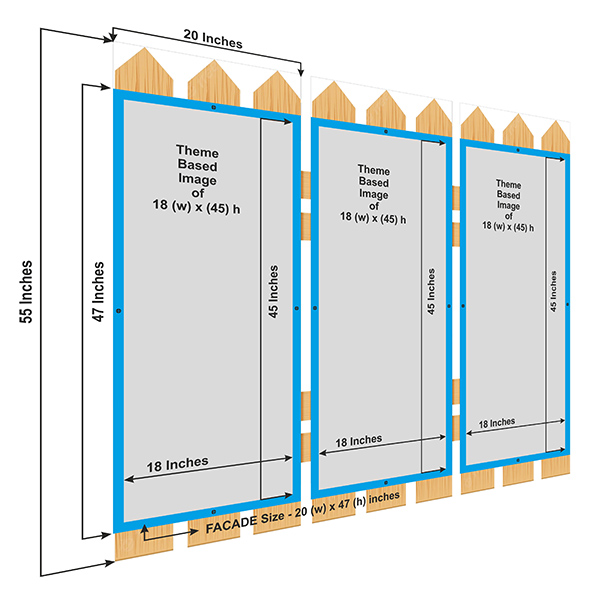 20 Inches
55 Inches
47 Inches
Theme
Based
Image
of
18 (w) x (45) h
45 Inches
18 Inches
Theme
Based
Image
of
18 (w) x (45) h
45 Inches
18 Inches
Theme
Based
Image
of
18 (w) x (45) h
45 Inches
18 Inches
FACADE Size - 20 (w) x 47 (h) inches